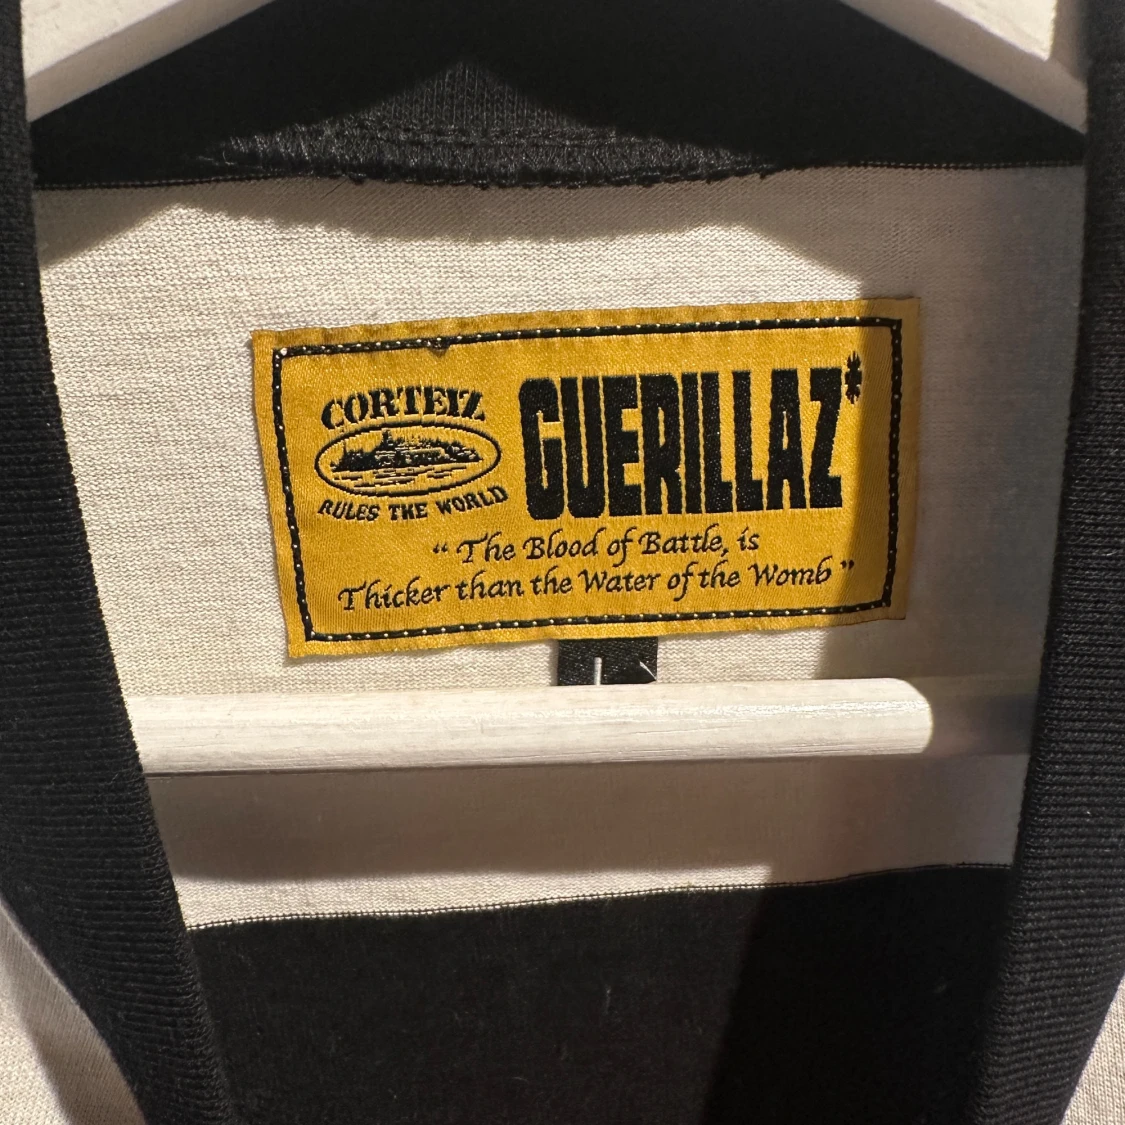 CORTEIZ
RULES THE WORLD
GUERILLAZ*
“ The Blood of Battle, is
Thicker than the Water of the Womb ”